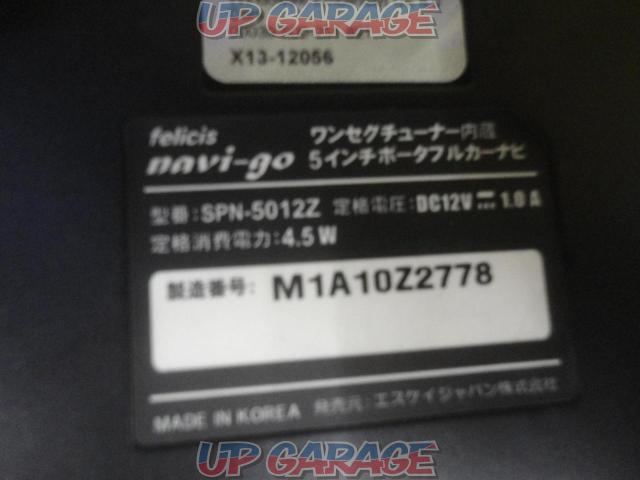 UP GARAGE
X13-12056
felicis
navi-go
ワンセグチューナー内蔵
5インチポータブルカーナビ
型番:SPN-5012Z 定格電圧:DC12V 1.0A
定格消費電力:4.5W
製造番号: M1A10Z2778
MADE IN KOREA 発売元:エスケイジャパン株式会社
UP GARAGE